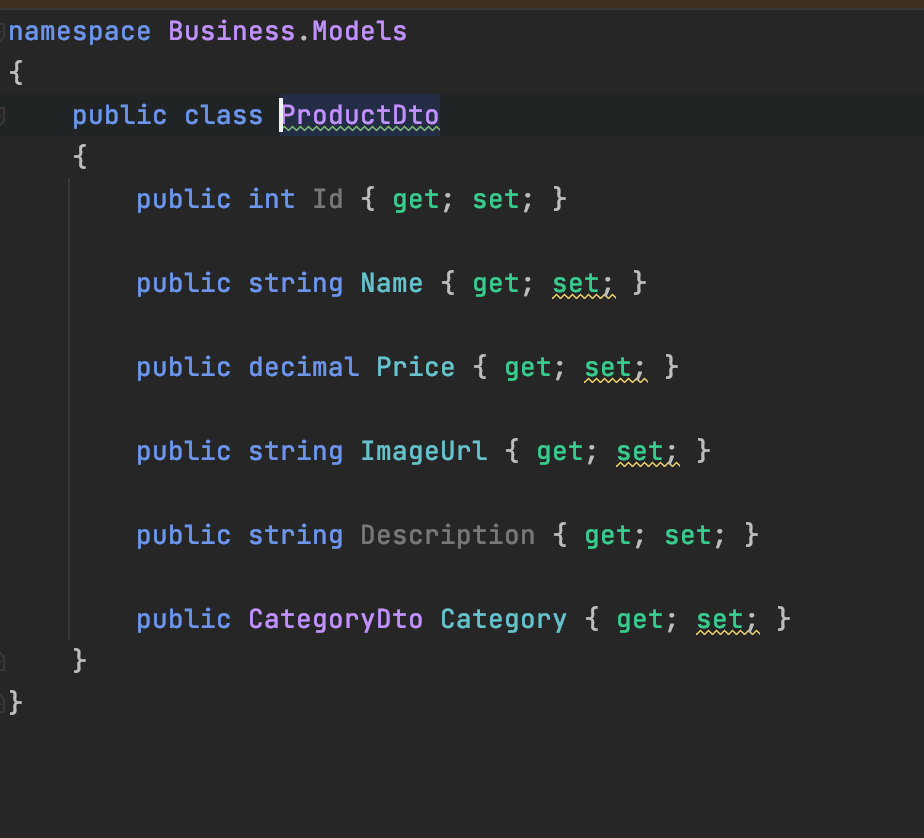 namespace Business.Models
{
public class ProductDto
{
public int Id { get; set; }
public string Name { get; set; }
public decimal Price { get; set; }
public string ImageUrl { get; set; }
public string Description { get; set; }
public CategoryDto Category { get; set; }
}
}